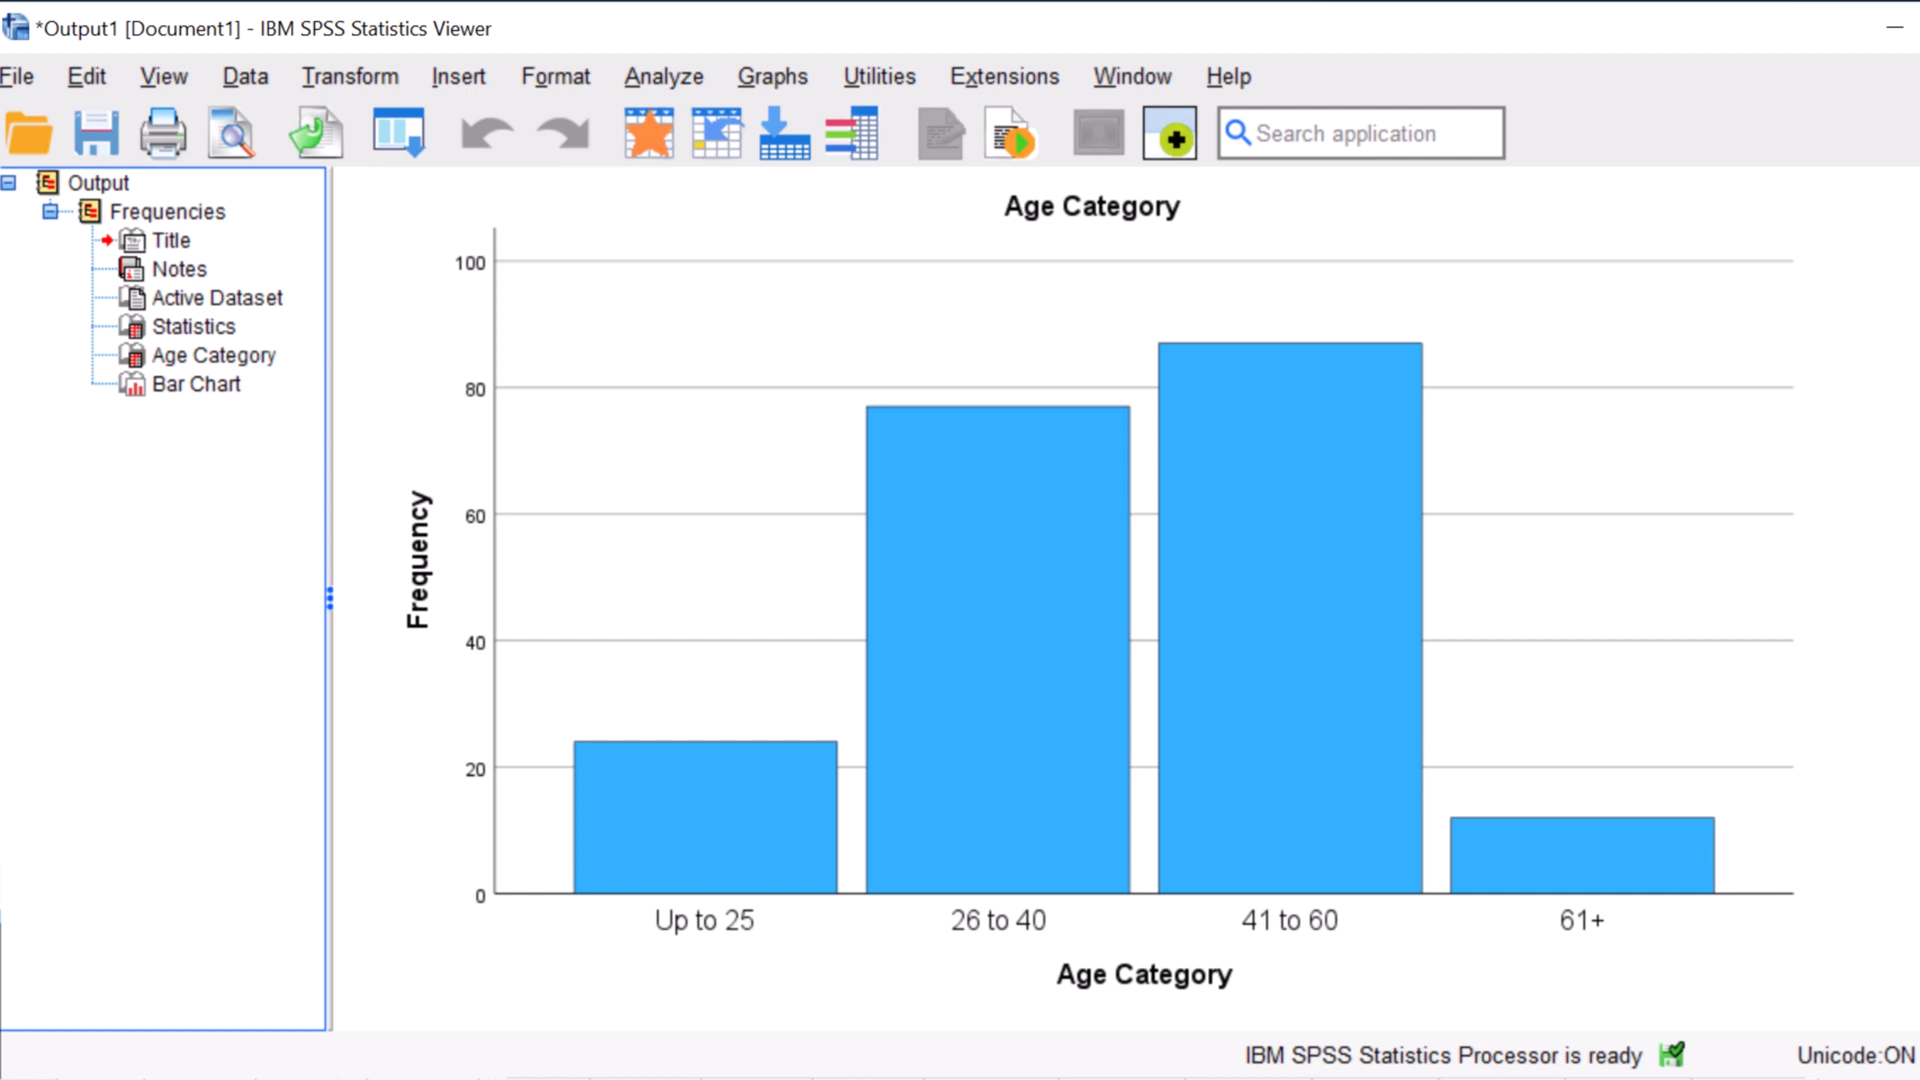 *Output1 [Document1] - IBM SPSS Statistics Viewer
File Edit View Data Transform Insert Format Analyze Graphs Utilities Extensions Window Help
Search application
Output
Frequencies
Title
Notes
Active Dataset
Statistics
Age Category
Bar Chart
Age Category
100
80
60
40
20
0
Frequency
Up to 25 26 to 40 41 to 60 61+
Age Category
IBM SPSS Statistics Processor is ready Unicode:ON